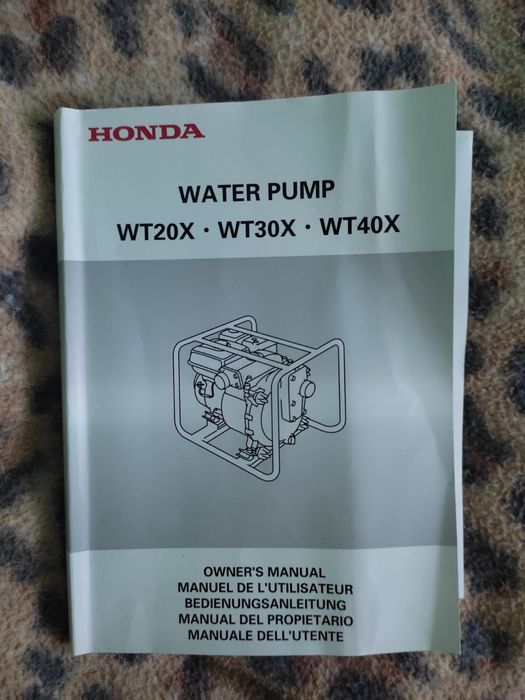 HONDA
WATER PUMP
WT20X · WT30X · WT40X
OWNER'S MANUAL
MANUEL DE L'UTILISATEUR
BEDIENUNGSANLEITUNG
MANUAL DEL PROPIETARIO
MANUALE DELL'UTENTE